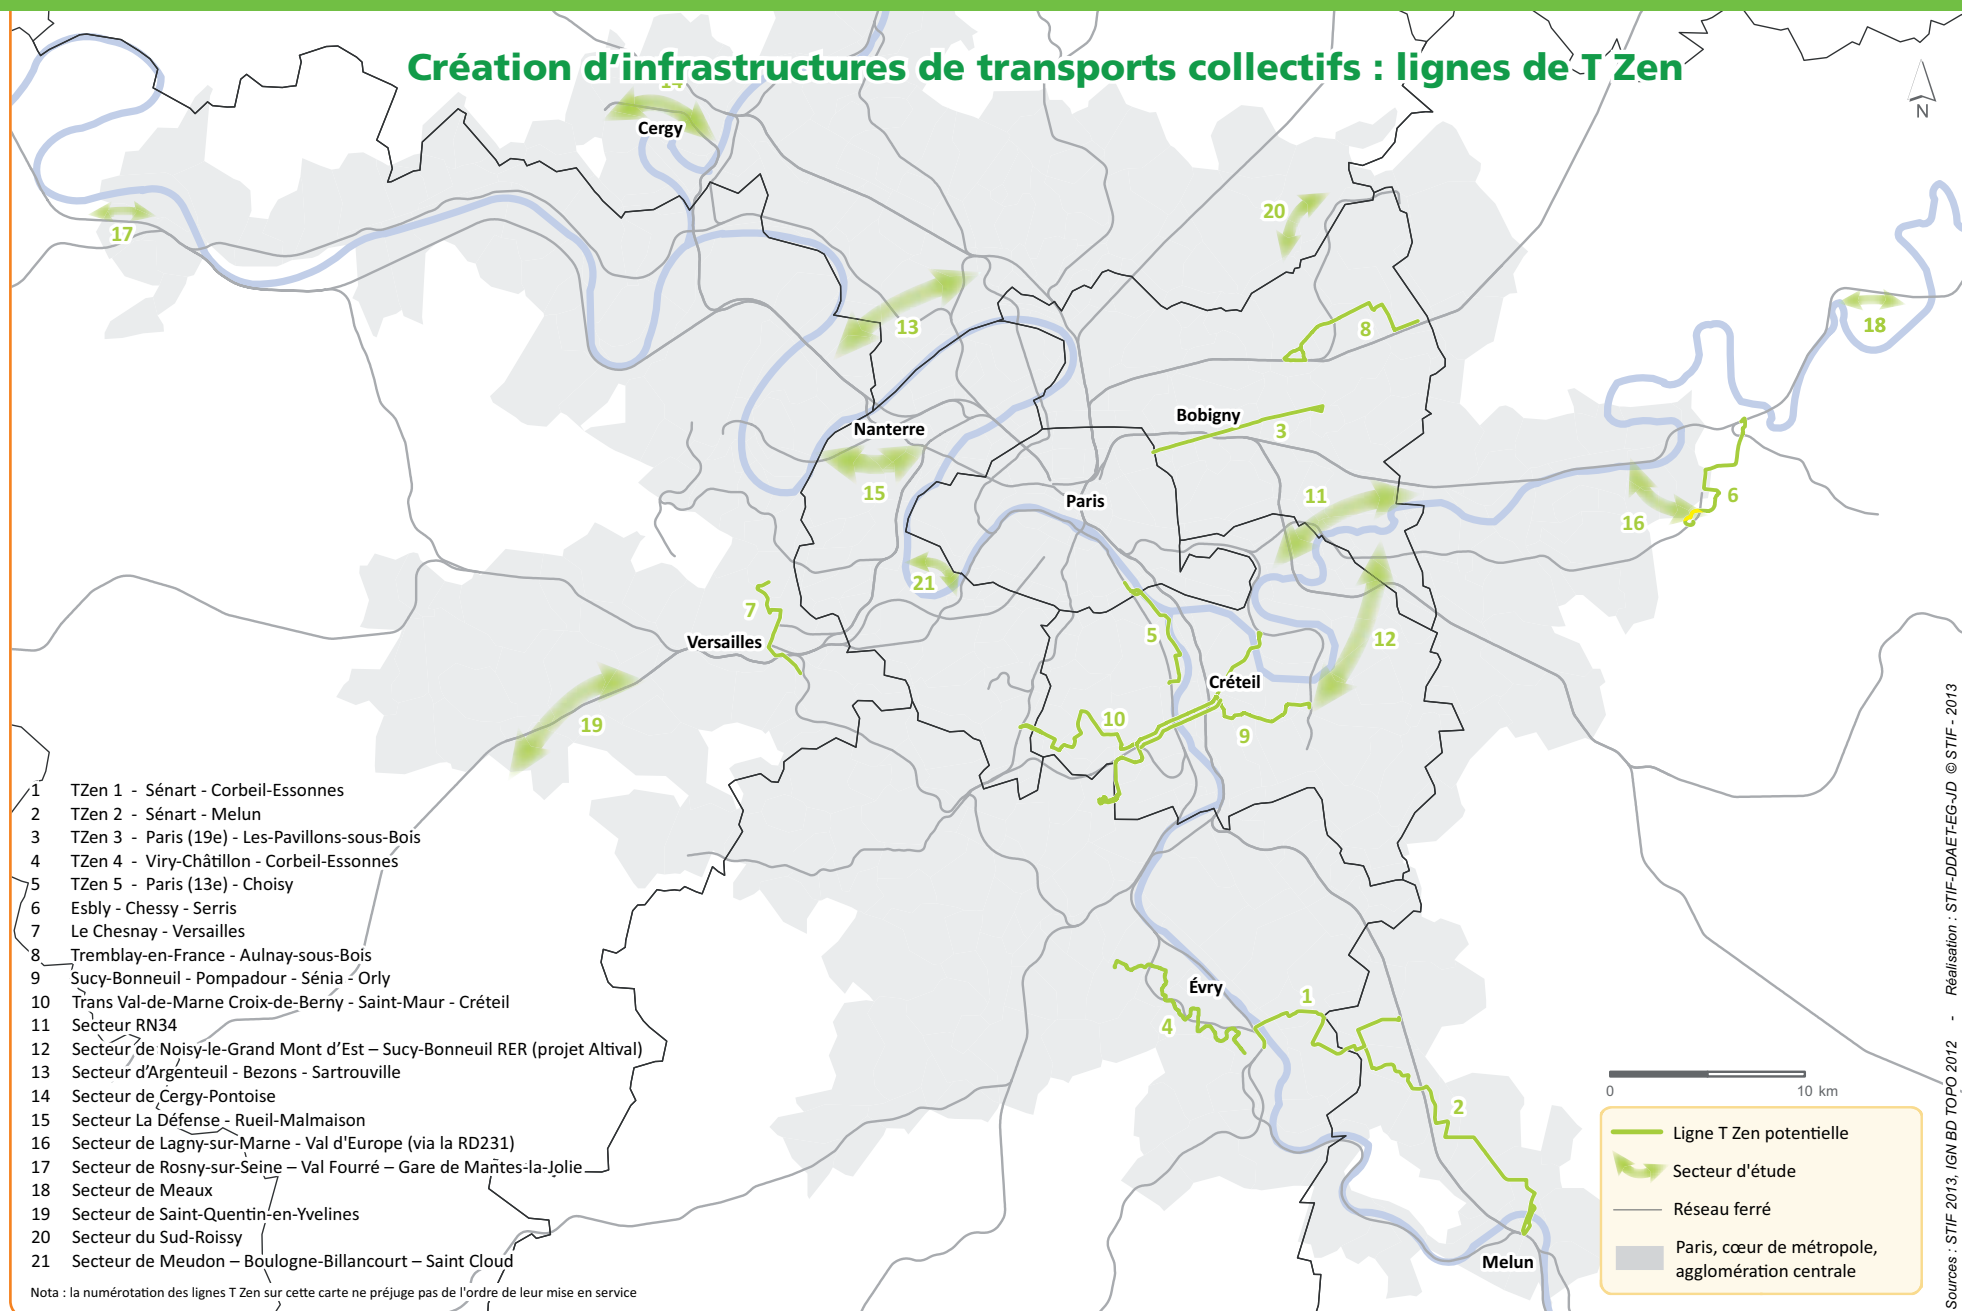 Création d'infrastructures de transports collectifs : lignes de T Zen
N
14
Cergy
17
20
13
8
18
Bobigny
3
Nanterre
15
Paris
11
6
16
21
7
Versailles
5
12
Créteil
19
10
9
Évry
1
4
2
Melun
1 TZen 1 - Sénart - Corbeil-Essonnes
2 TZen 2 - Sénart - Melun
3 TZen 3 - Paris (19e) - Les-Pavillons-sous-Bois
4 TZen 4 - Viry-Châtillon - Corbeil-Essonnes
5 TZen 5 - Paris (13e) - Choisy
6 Esbly - Chessy - Serris
7 Le Chesnay - Versailles
8 Tremblay-en-France - Aulnay-sous-Bois
9 Sucy-Bonneuil - Pompadour - Sénia - Orly
10 Trans Val-de-Marne Croix-de-Berny - Saint-Maur - Créteil
11 Secteur RN34
12 Secteur de Noisy-le-Grand Mont d'Est – Sucy-Bonneuil RER (projet Altival)
13 Secteur d'Argenteuil - Bezons - Sartrouville
14 Secteur de Cergy-Pontoise
15 Secteur La Défense - Rueil-Malmaison
16 Secteur de Lagny-sur-Marne - Val d'Europe (via la RD231)
17 Secteur de Rosny-sur-Seine – Val Fourré – Gare de Mantes-la-Jolie
18 Secteur de Meaux
19 Secteur de Saint-Quentin-en-Yvelines
20 Secteur du Sud-Roissy
21 Secteur de Meudon – Boulogne-Billancourt – Saint Cloud
Nota : la numérotation des lignes T Zen sur cette carte ne préjuge pas de l'ordre de leur mise en service
0 10 km
Ligne T Zen potentielle
Secteur d'étude
Réseau ferré
Paris, cœur de métropole,
agglomération centrale
Sources : STIF 2013, IGN BD TOPO 2012 - Réalisation : STIF-DDAET-EG-JD © STIF - 2013